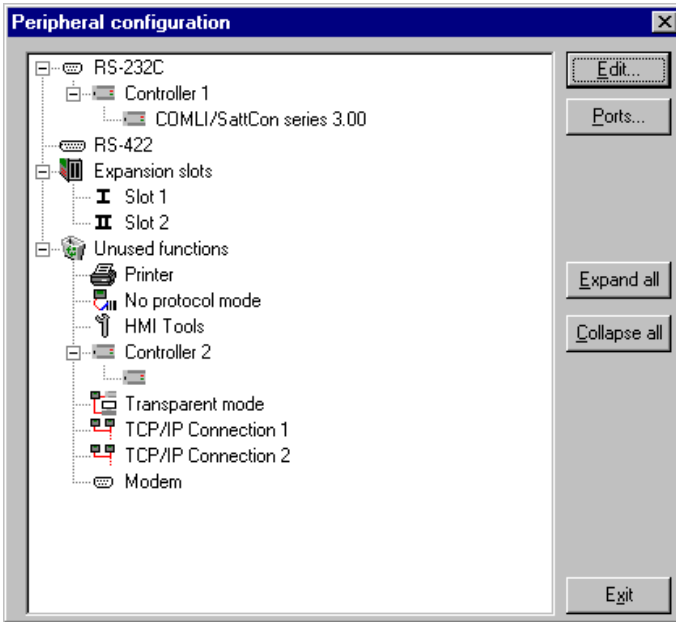 Peripheral configuration
RS-232C
Controller 1
COMLI/SattCon series 3.00
RS-422
Expansion slots
I Slot 1
II Slot 2
Unused functions
Printer
No protocol mode
HMI Tools
Controller 2
Transparent mode
TCP/IP Connection 1
TCP/IP Connection 2
Modem
Edit...
Ports...
Expand all
Collapse all
Exit